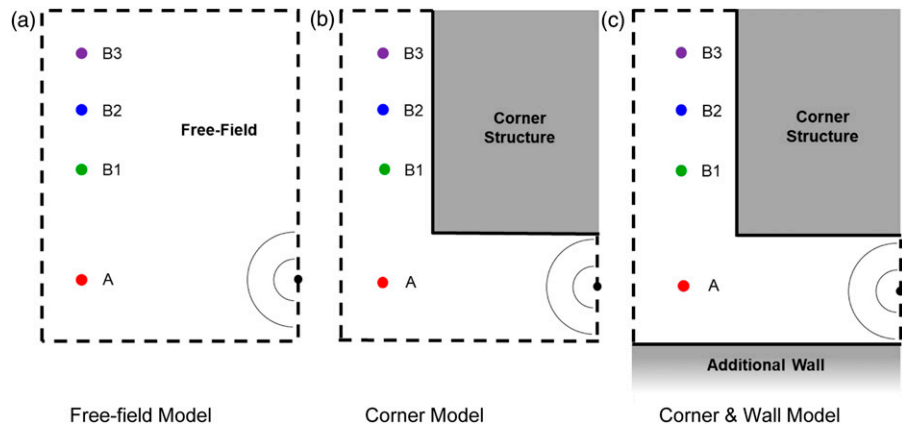 (a)
B3
B2
Free-Field
B1
A
Free-field Model
(b)
B3
B2
Corner
Structure
B1
A
Corner Model
(c)
B3
B2
Corner
Structure
B1
A
Additional Wall
Corner & Wall Model